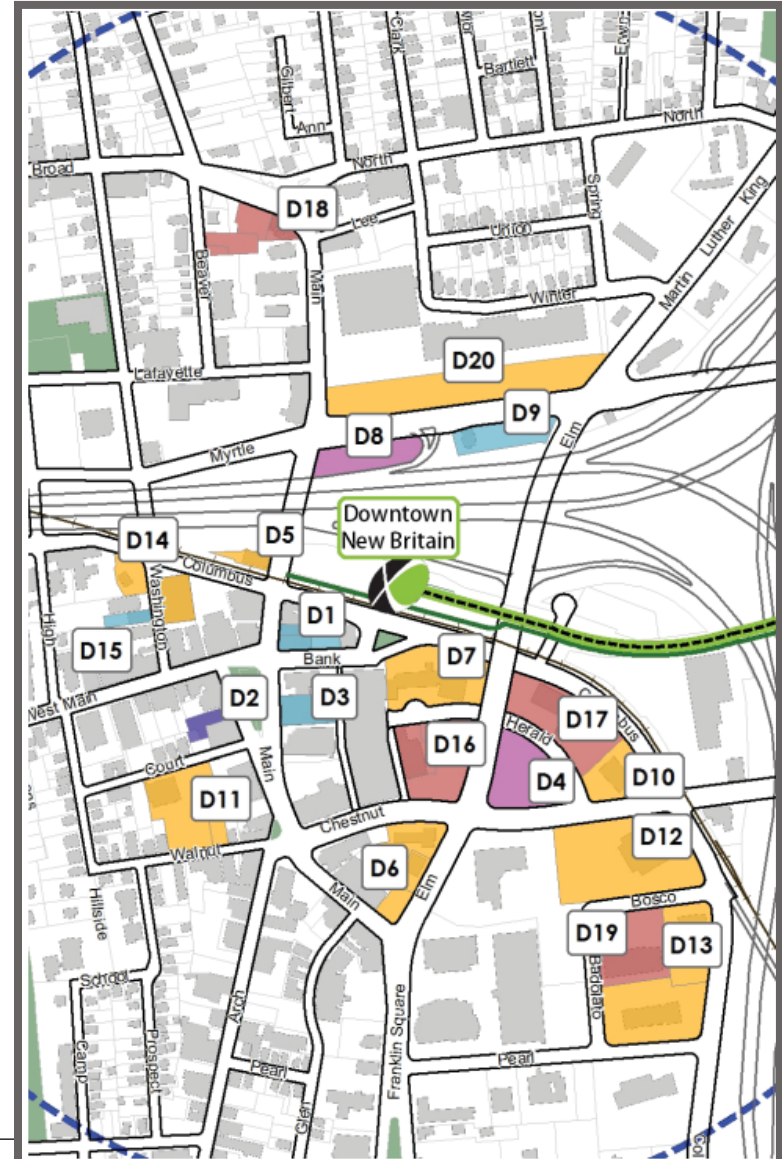 Gilbert
Clark
Bartlett
Erwin
Ann
North
North
Broad
D18
Lee
Spring
Union
Martin Luther King
Beaver
Main
Winter
Lafayette
D20
D8
D9
Elm
Myrtle
Downtown
New Britain
D14
D5
Columbus
Washington
High
D1
D15
Bank
D7
West Main
D2
D3
Columbus
D17
Herald
D16
Main
Court
D4
D10
D11
Chestnut
D12
Walnut
D6
Elm
Main
Bosco
Hillside
D19
D13
School
Badolato
Arch
Franklin Square
Pearl
Pearl
Camp
Prospect
Glen
Col